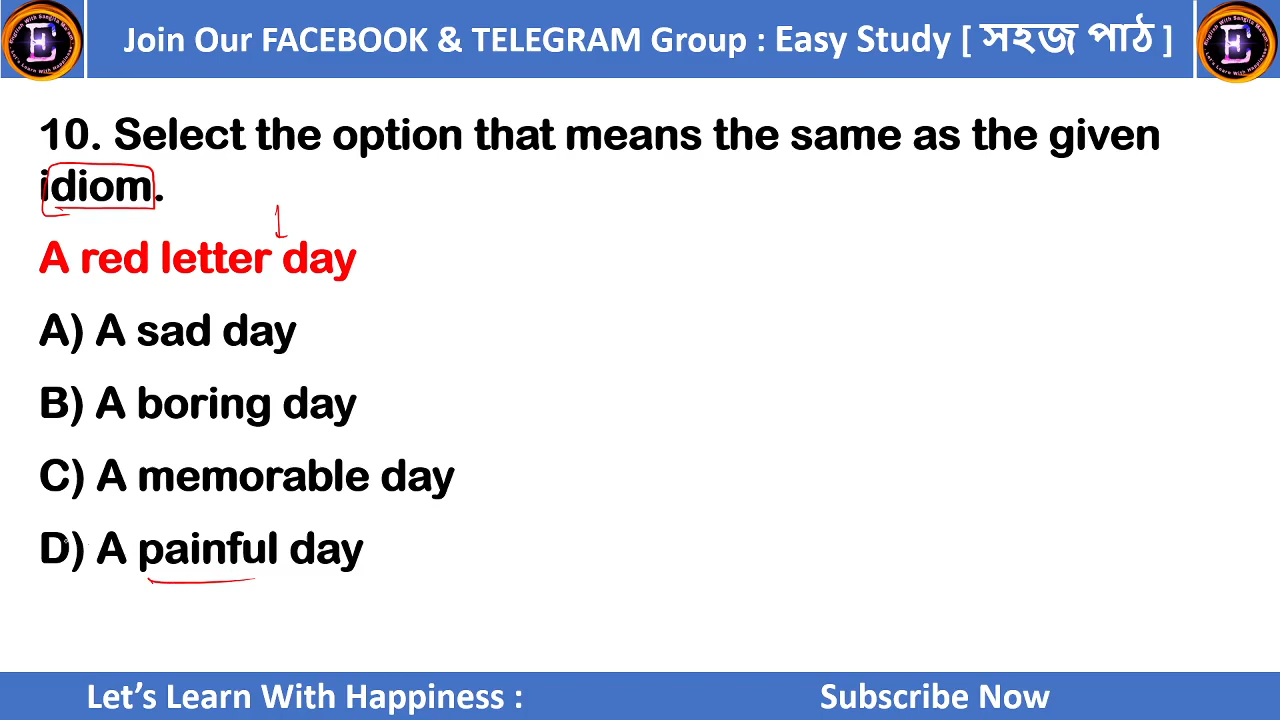 Join Our FACEBOOK & TELEGRAM Group : Easy Study [ সহজ পাঠ ]
10. Select the option that means the same as the given
idiom.
A red letter day
A) A sad day
B) A boring day
C) A memorable day
D) A painful day
Let's Learn With Happiness :
Subscribe Now